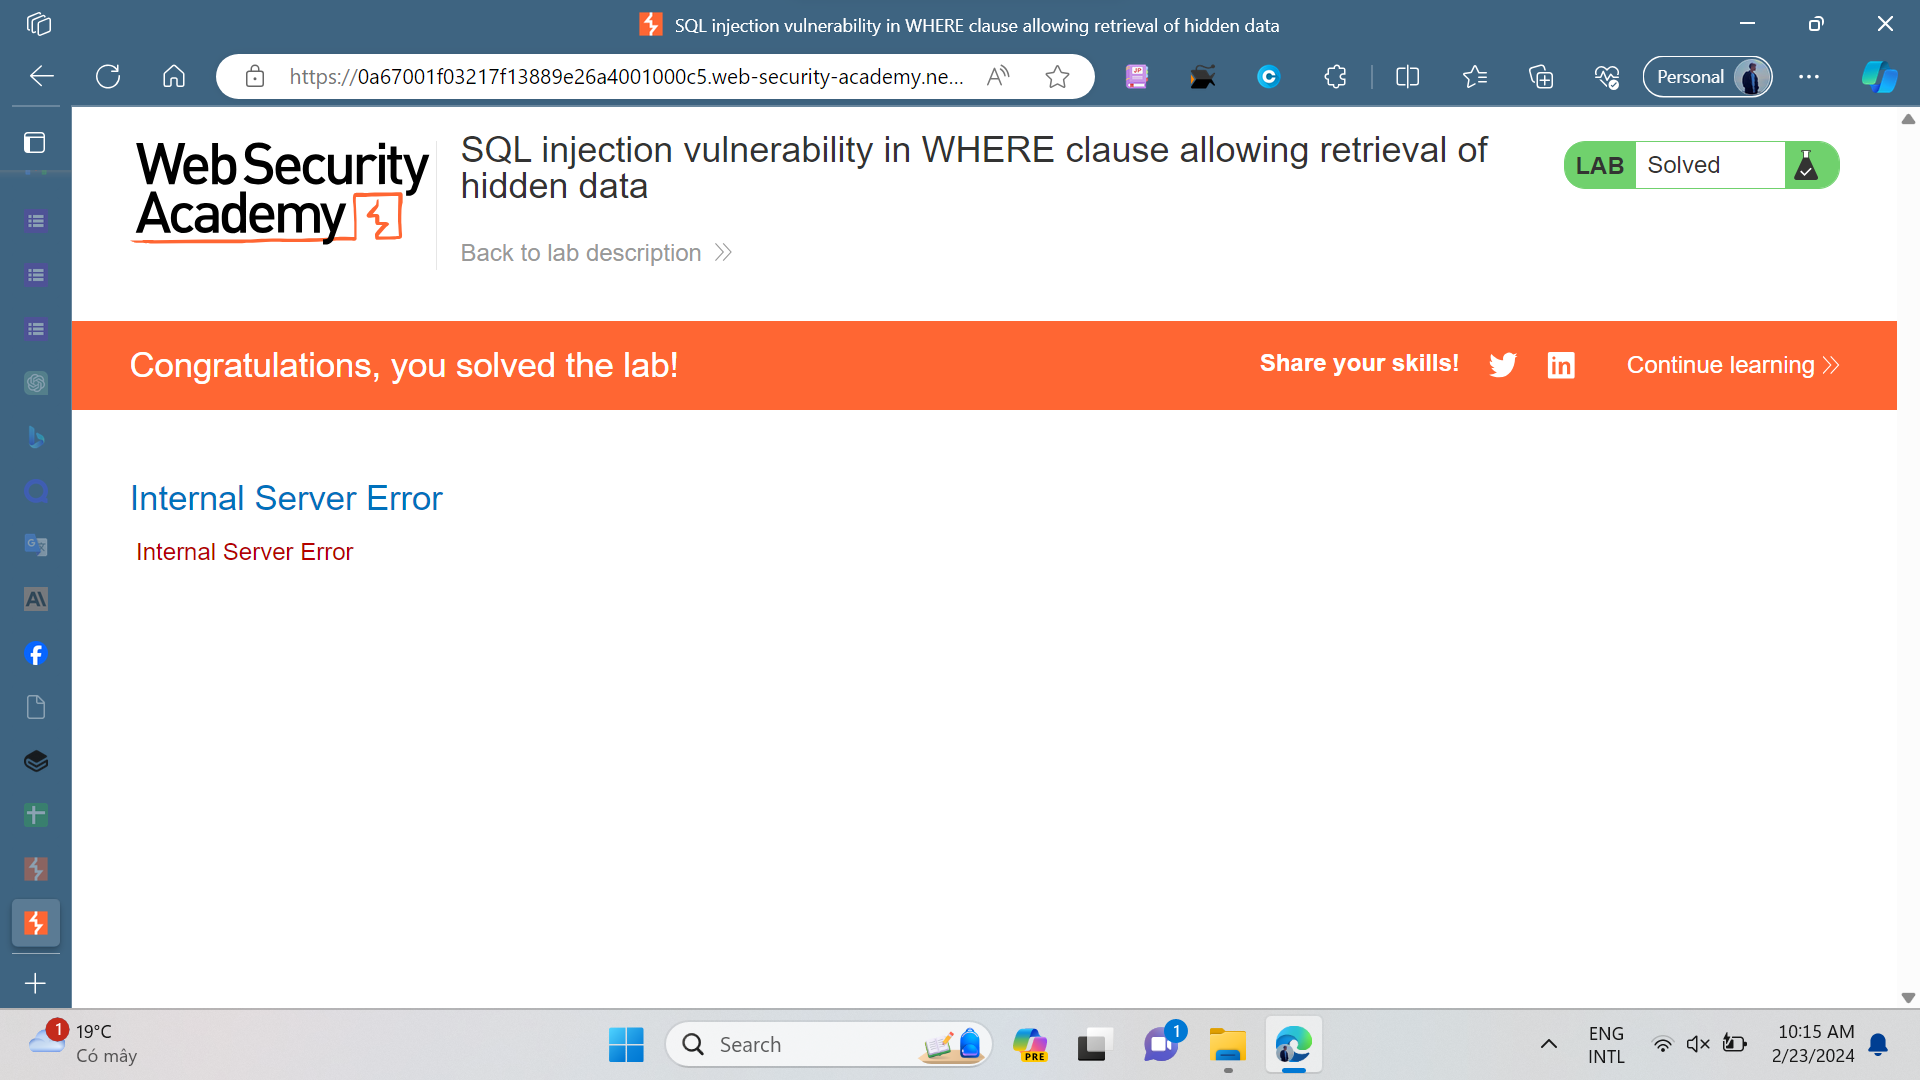 SQL injection vulnerability in WHERE clause allowing retrieval of hidden data
https://0a67001f03217f13889e26a4001000c5.web-security-academy.ne...
Personal
Web Security
Academy
SQL injection vulnerability in WHERE clause allowing retrieval of
hidden data
Back to lab description
LAB Solved
Congratulations, you solved the lab!
Share your skills!
Continue learning
Internal Server Error
Internal Server Error
1
19°C
Có mây
Search
PRE
1
ENG
INTL
10:15 AM
2/23/2024